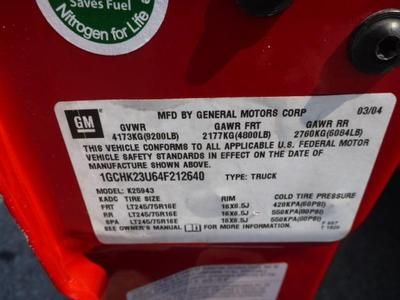 Saves Fuel
Nitrogen for Life
GM
MFD BY GENERAL MOTORS CORP 03/04
GVWR GAWR FRT GAWR RR
4173KG(9200LB) 2177KG(4800LB) 2760KG(6084LB)
THIS VEHICLE CONFORMS TO ALL APPLICABLE U.S. FEDERAL MOTOR
VEHICLE SAFETY STANDARDS IN EFFECT ON THE DATE OF
MANUFACTURE SHOWN ABOVE.
1GCHK23U64F212640 TYPE: TRUCK
MODEL: K25943
KADC TIRE SIZE RIM COLD TIRE PRESSURE
FRT LT245/75R16E 16X6.5J
RR LT245/75R16E 16X6.5J 550KPA(80PSI)
SPA LT245/75R16E 16X6.5J 550KPA(80PSI)
SEE OWNER'S MANUAL FOR MORE INFORMATION.